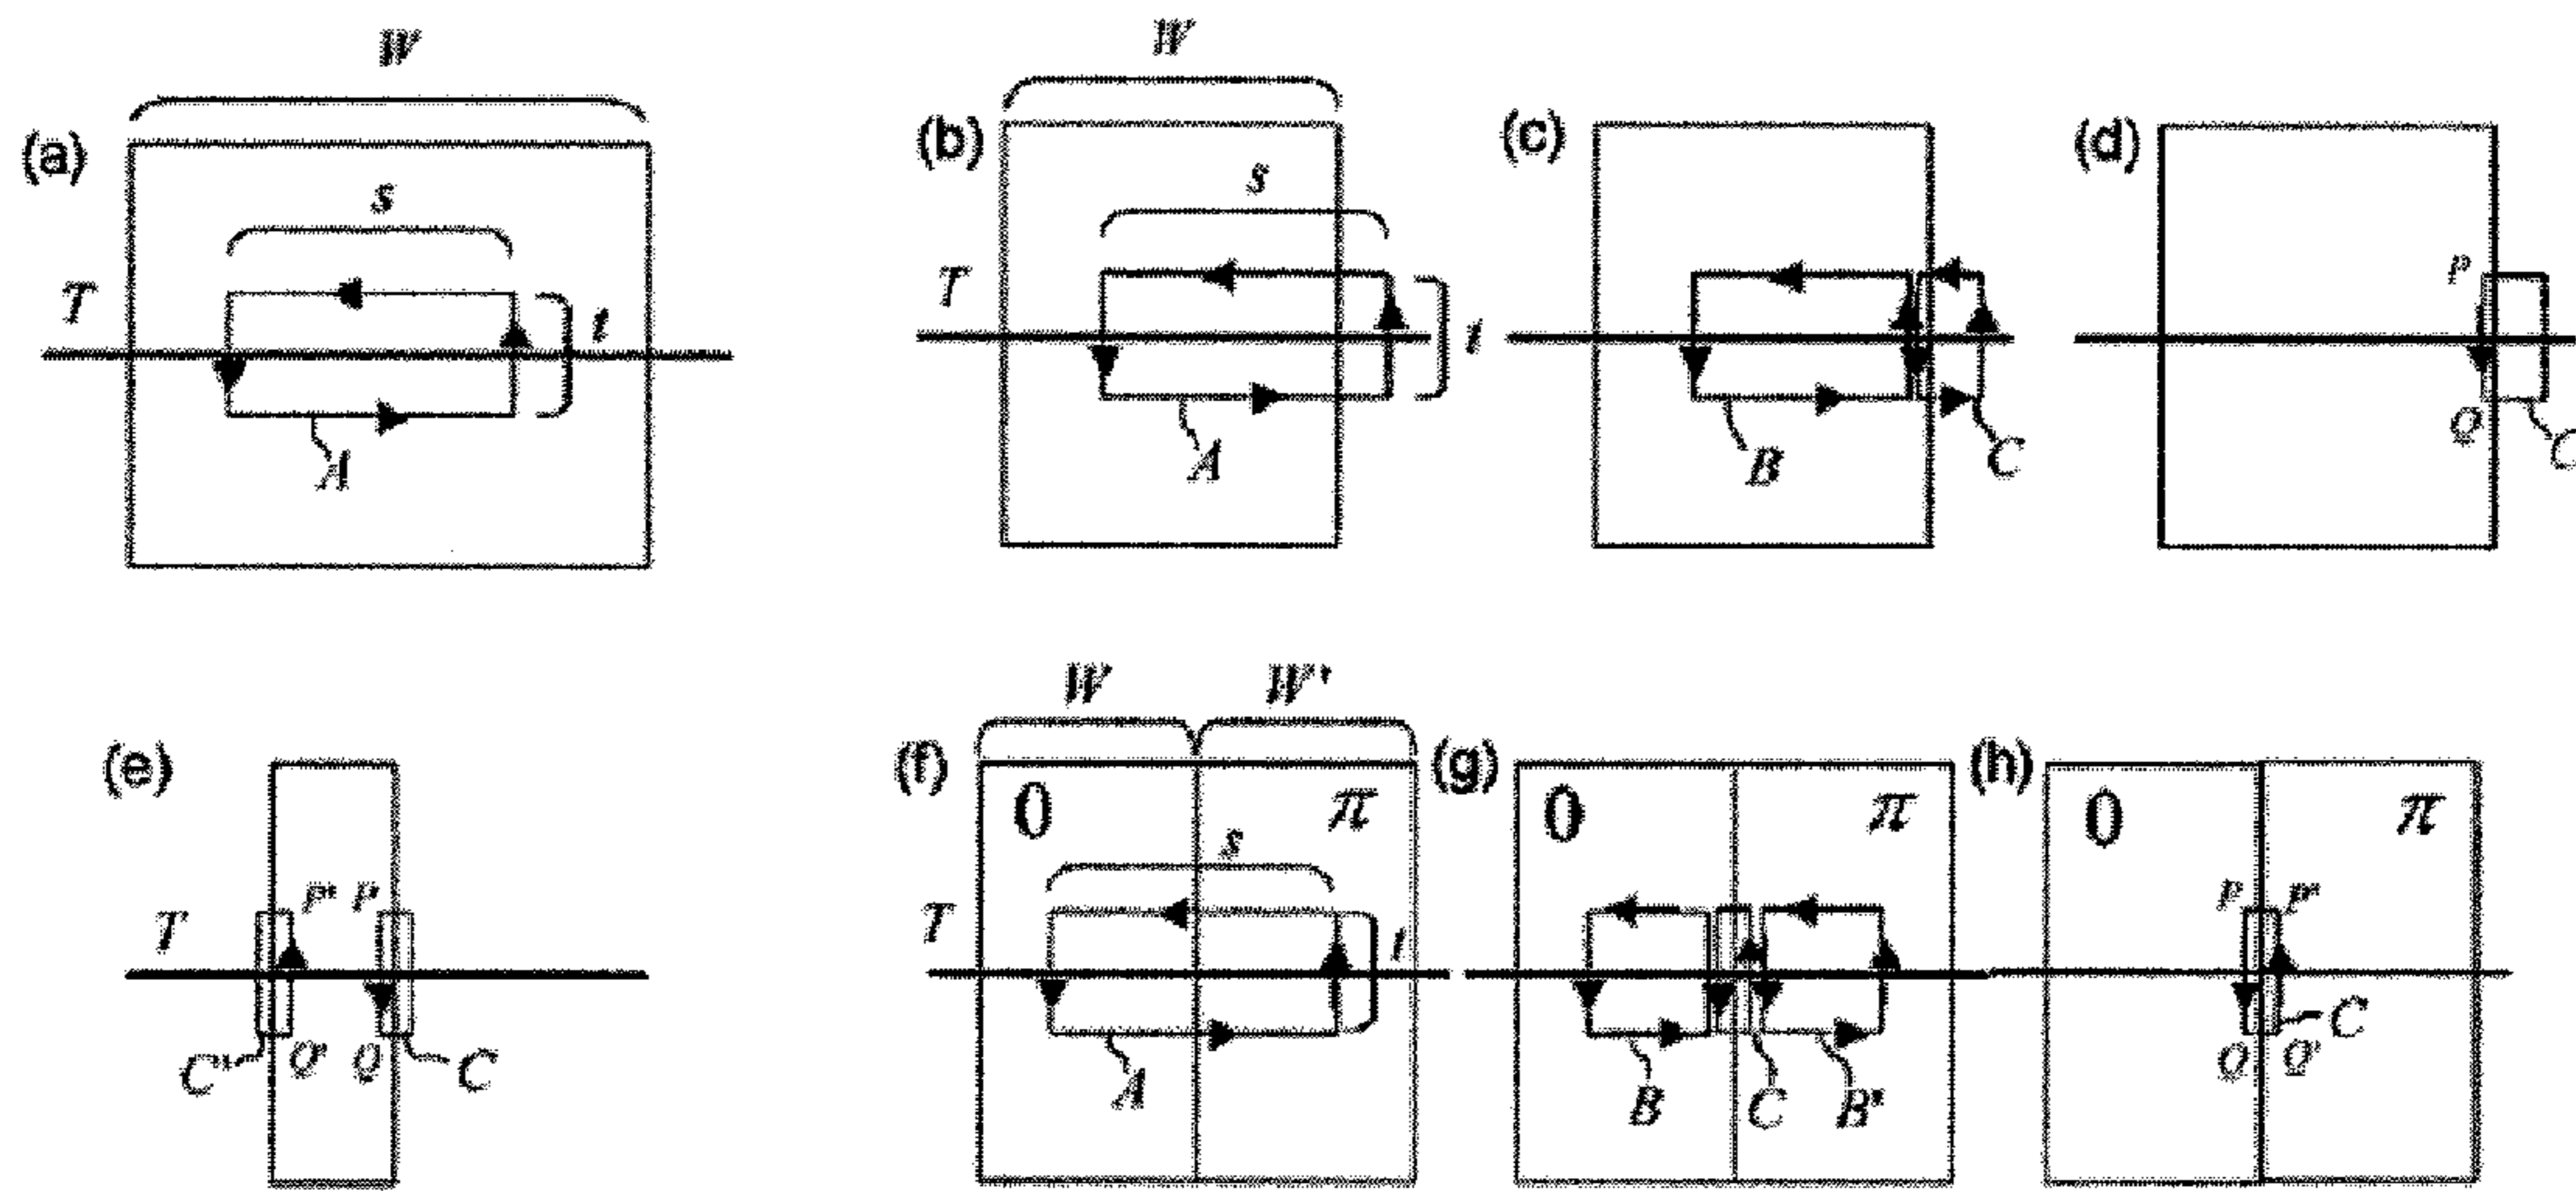 W
(a)
s
T
t
A
W
(b)
s
T
t
A
(c)
B
C
(d)
P
Q
C
(e)
P' P
T
C' Q' Q C
W W'
(f)
0 π
s
T
t
A
(g)
0 π
B C B'
(h)
0 π
P P'
C
Q Q'